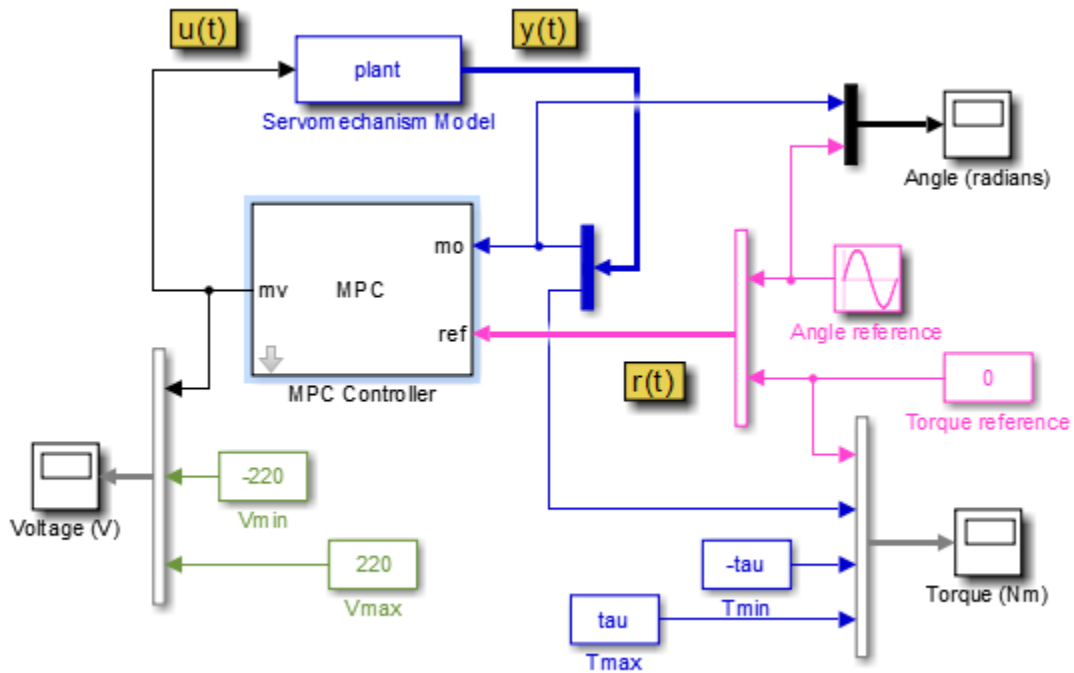 u(t)
y(t)
plant
Servomechanism Model
Angle (radians)
mo
mv
MPC
ref
MPC Controller
Angle reference
r(t)
0
Torque reference
-220
Vmin
Voltage (V)
220
Vmax
-tau
Tmin
Torque (Nm)
tau
Tmax